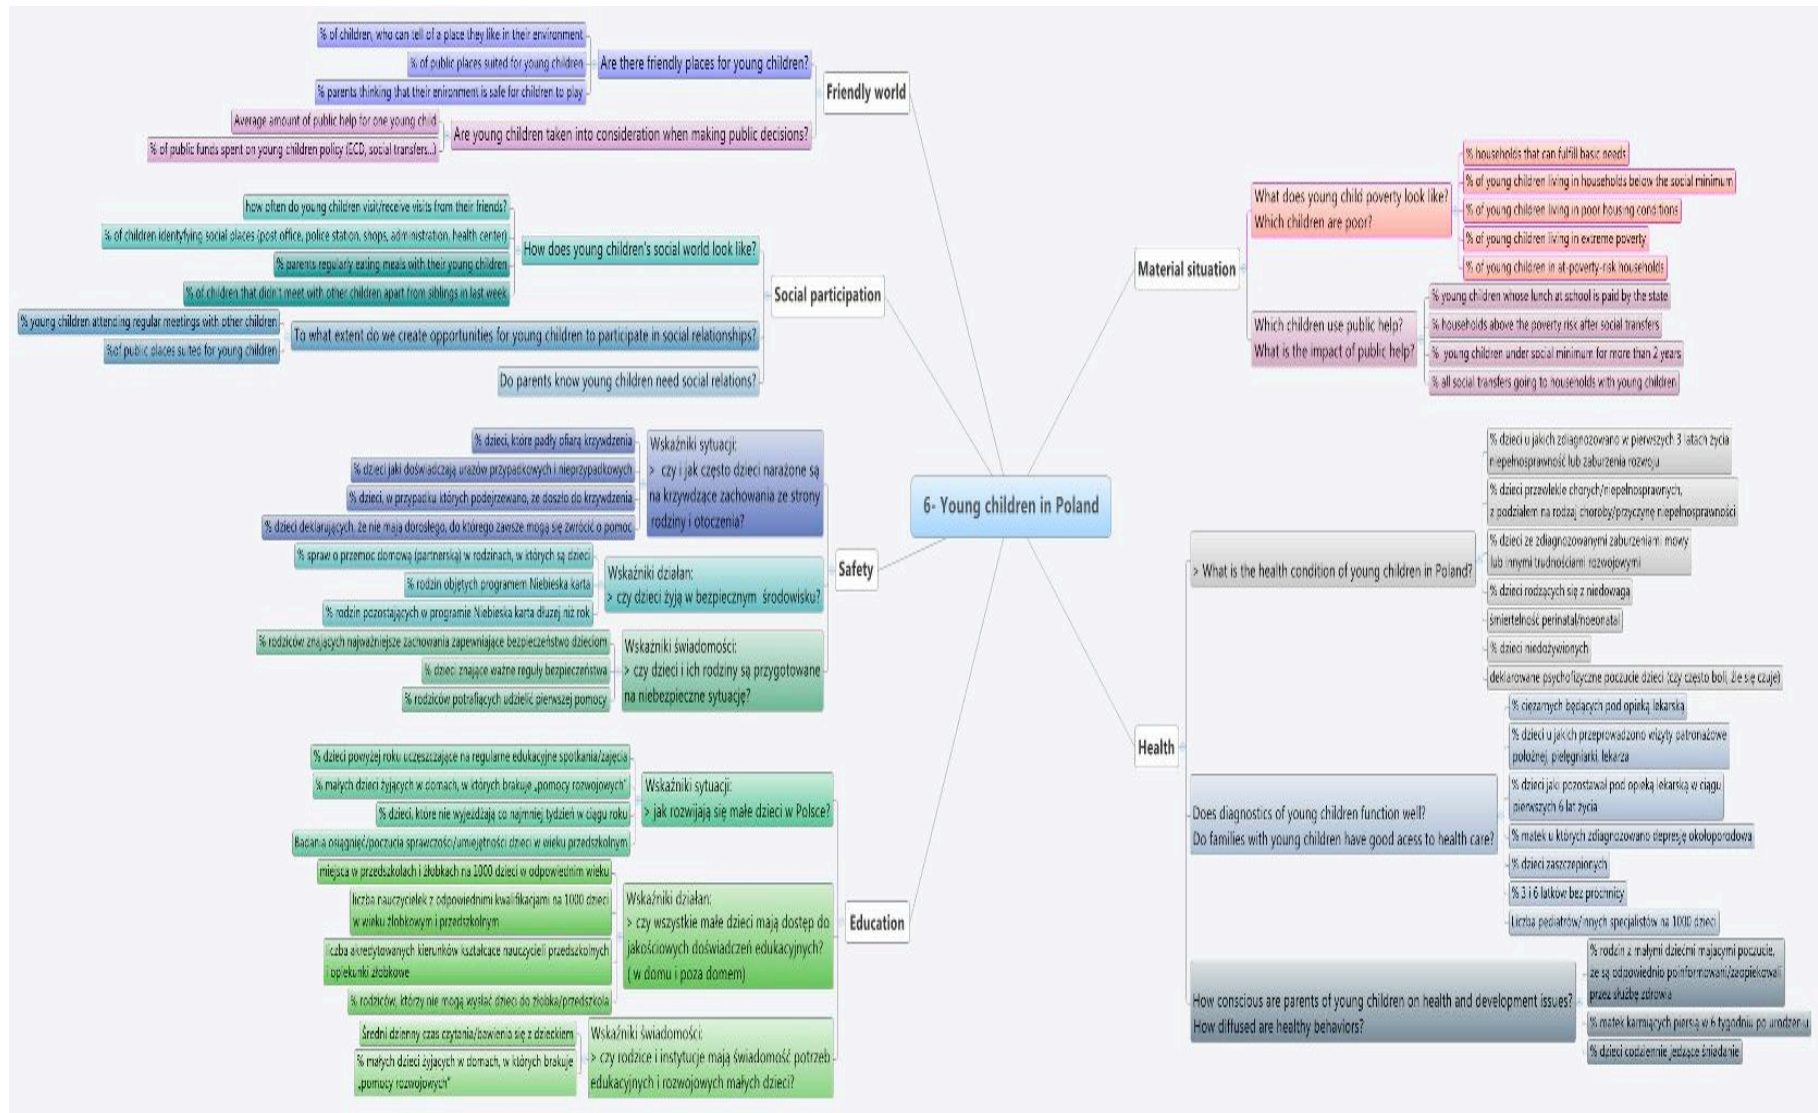 % of children, who can tell of a place they like in their environment
% of public places suited for young children
% parents thinking that their enironment is safe for children to play
Are there friendly places for young children?
Average amount of public help for one young child
% of public funds spent on young children policy (ECD, social transfers...)
Are young children taken into consideration when making public decisions?
Friendly world
how often do young children visit/receive visits from their friends?
% of children identyfying social places (post office, police station, shops, administration, health center)
% parents regularly eating meals with their young children
% of children that didn't meet with other children apart from siblings in last week
How does young children's social world look like?
% young children attending regular meetings with other children
%of public places suited for young children
To what extent do we create opportunities for young children to participate in social relationships?
Do parents know young children need social relations?
Social participation
% dzieci, które padły ofiarą krzywdzenia
% dzieci jaki doświadczają urazów przypadkowych i nieprzypadkowych
% dzieci, w przypadku których podejrzewano, ze doszło do krzywdzenia
% dzieci deklarujących, że nie mają dorosłego, do którego zawsze mogą się zwrócić o pomoc
Wskaźniki sytuacji:
> czy i jak często dzieci narażone są
na krzywdzące zachowania ze strony
rodziny i otoczenia?
% spraw o przemoc domową (partnerską) w rodzinach, w których są dzieci
% rodzin objętych programem Niebieska karta
% rodzin pozostających w programie Niebieska karta dłuzej niż rok
Wskaźniki działan:
> czy dzieci żyją w bezpiecznym środowisku?
% rodziców znających najważniejsze zachowania zapewniające bezpieczeństwo dzieciom
% dzieci znające ważne reguły bezpieczeństwa
% rodziców potrafiących udzielić pierwszej pomocy
Wskaźniki świadomości:
> czy dzieci i ich rodziny są przygotowane
na niebezpieczne sytuację?
Safety
% dzieci powyżej roku uczęszczające na regularne edukacyjne spotkania/zajęcia
% małych dzieci żyjących w domach, w których brakuje „pomocy rozwojowych"
% dzieci, które nie wyjeżdżają co najmniej tydzień w ciągu roku
Badania osiągnięć/poczucia sprawczości/umiejętności dzieci w wieku przedszkolnym
Wskaźniki sytuacji:
> jak rozwijają się małe dzieci w Polsce?
miejsca w przedszkolach i żłobkach na 1000 dzieci w odpowiednim wieku
liczba nauczycielek z odpowiednimi kwalifikacjami na 1000 dzieci
w wieku żłobkowym i przedszkolnym
liczba akredytowanych kierunków kształcące nauczycieli przedszkolnych
i opiekunki żłobkowe
% rodziców, którzy nie mogą wysłać dzieci do żłobka/przedszkola
Wskaźniki działan:
> czy wszystkie małe dzieci mają dostęp do
jakościowych doświadczeń edukacyjnych?
( w domu i poza domem)
Średni dzienny czas czytania/bawienia się z dzieckiem
% małych dzieci żyjacych w domach, w których brakuje
„pomocy rozwojowych"
Wskaźniki świadomości:
> czy rodzice i instytucje mają świadomość potrzeb
edukacyjnych i rozwojowych małych dzieci?
Education
6- Young children in Poland
Material situation
What does young child poverty look like?
Which children are poor?
% households that can fulfill basic needs
% of young children living in households below the social minimum
% of young children living in poor housing conditions
% of young children living in extreme poverty
% of young children in at-poverty-risk households
Which children use public help?
What is the impact of public help?
% young children whose lunch at school is paid by the state
% households above the poverty risk after social transfers
% young children under social minimum for more than 2 years
% all social transfers going to households with young children
Health
> What is the health condition of young children in Poland?
% dzieci u jakich zdiagnozowano w pierwszych 3 latach życia
niepełnosprawność lub zaburzenia rozwoju
% dzieci przewlekle chorych/niepełnosprawnych,
z podziałem na rodzaj choroby/przyczynę niepełnosprawności
% dzieci ze zdiagnozowanymi zaburzeniami mowy
lub innymi trudnościami rozwojowymi
% dzieci rodzących się z niedowaga
śmiertelność perinatal/noeonatal
% dzieci niedożywionych
deklarowane psychofizyczne poczucie dzieci (czy często boli, źle się czuje)
Does diagnostics of young children function well?
Do families with young children have good acess to health care?
% ciężarnych będących pod opieką lekarską
% dzieci u jakich przeprowadzono wizyty patronażowe
położnej, pielęgniarki, lekarza
% dzieci jaki pozostawał pod opieką lekarską w ciągu
pierwszych 6 lat życia
% matek u których zdiagnozowano depresję okołoporodowa
% dzieci zaszczepionych
% 3 i 6 latków bez próchnicy
Liczba pediatrów/innych specjalistów na 1000 dzieci
How conscious are parents of young children on health and development issues?
How diffused are healthy behaviors?
% rodzin z małymi dziećmi mającymi poczucie,
że są odpowiednio poinformowani/zaopiekowali
przez służbę zdrowia
% matek karmiących piersią w 6 tygodniu po urodzeniu
% dzieci codziennie jedzące śniadanie